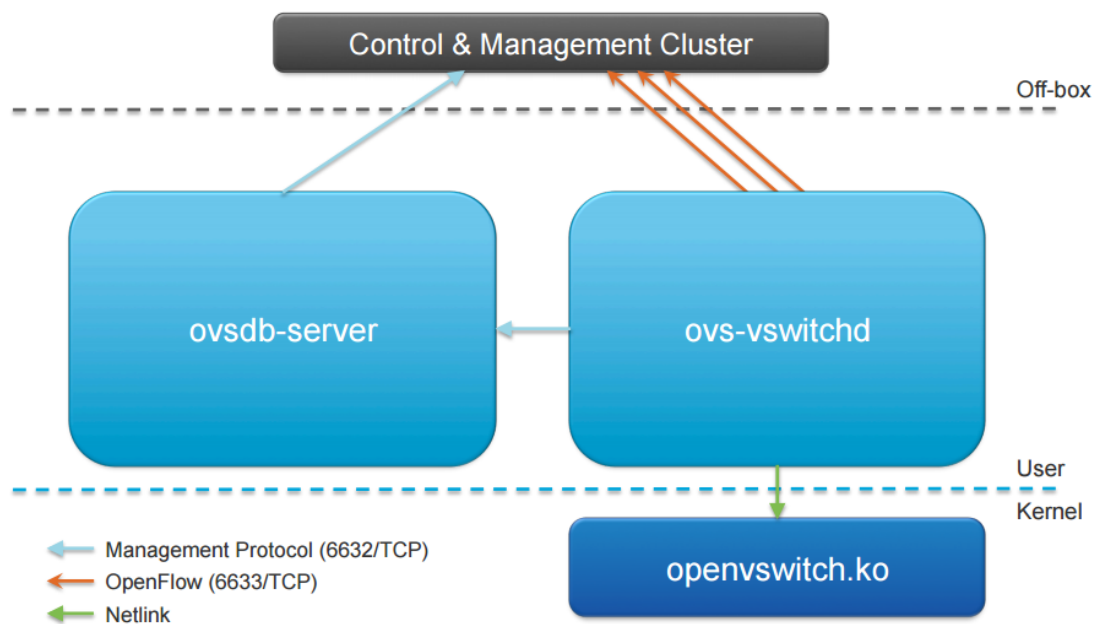 Control & Management Cluster
Off-box
ovsdb-server
ovs-vswitchd
User
Kernel
Management Protocol (6632/TCP)
OpenFlow (6633/TCP)
Netlink
openvswitch.ko